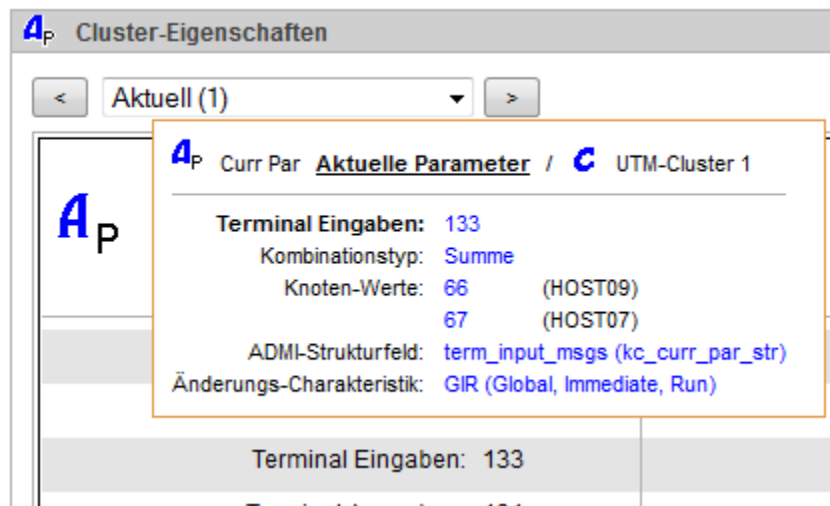 AP Cluster-Eigenschaften
< Aktuell (1) >
AP Curr Par Aktuelle Parameter / C UTM-Cluster 1
AP
Terminal Eingaben: 133
Kombinationstyp: Summe
Knoten-Werte: 66 (HOST09)
67 (HOST07)
ADMI-Strukturfeld: term_input_msgs (kc_curr_par_str)
Änderungs-Charakteristik: GIR (Global, Immediate, Run)
Terminal Eingaben: 133